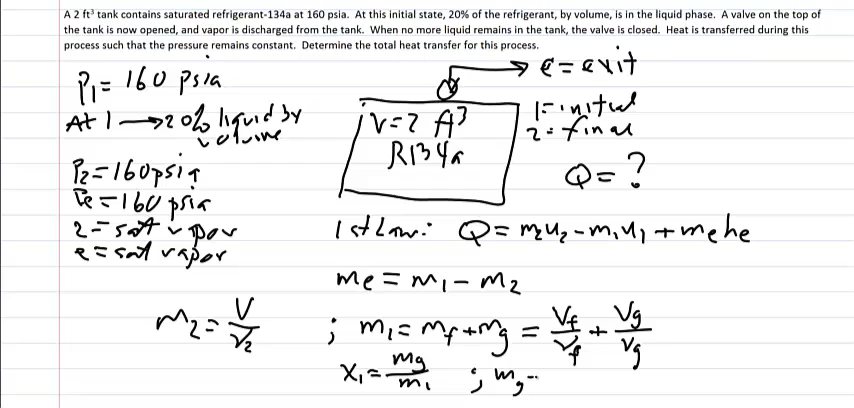 A 2 ft³ tank contains saturated refrigerant-134a at 160 psia. At this initial state, 20% of the refrigerant, by volume, is in the liquid phase. A valve on the top of
the tank is now opened, and vapor is discharged from the tank. When no more liquid remains in the tank, the valve is closed. Heat is transferred during this
process such that the pressure remains constant. Determine the total heat transfer for this process.
P₁ = 160 psia
At 1 → 20% liquid by
volume
P₂ = 160 psia
Pe = 160 psia
2 = sat vapor
e = sat vapor
e = exit
V = 2 ft³
R134a
1 = initial
2 = final
Q = ?
1st Law: Q = m₂u₂ - m₁u₁ + me he
me = m₁ - m₂
m₂ = V/v₂ ; m₁ = mf + mg = Vf/vf + Vg/vg
x₁ = mg/m₁ ; mg -